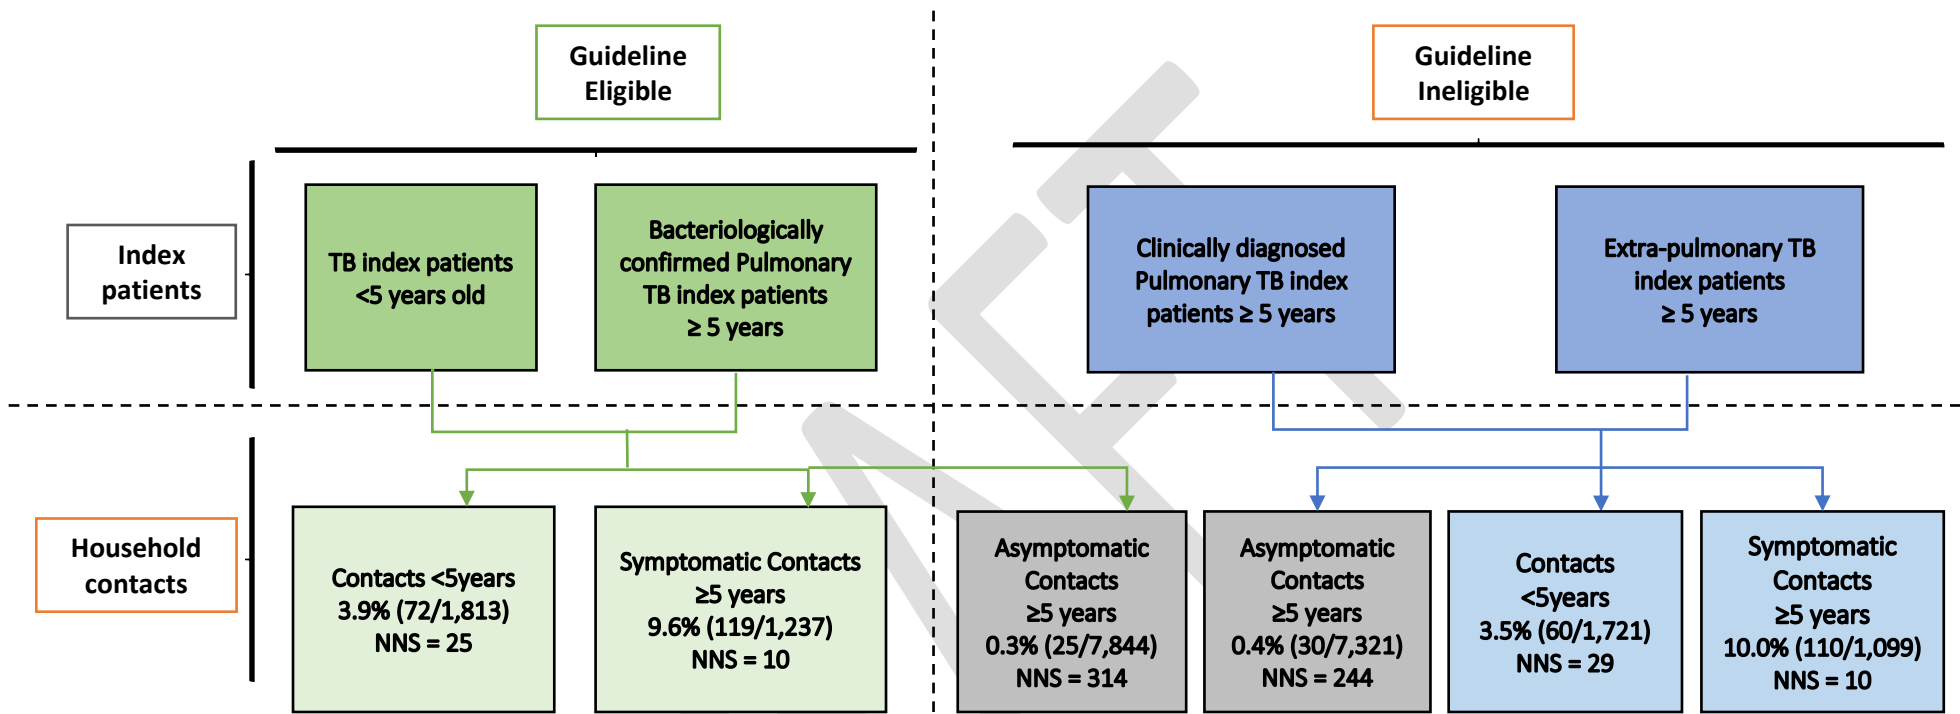 Guideline
Eligible
Guideline
Ineligible
Index
patients
TB index patients
<5 years old
Bacteriologically
confirmed Pulmonary
TB index patients
≥ 5 years
Clinically diagnosed
Pulmonary TB index
patients ≥ 5 years
Extra-pulmonary TB
index patients
≥ 5 years
Household
contacts
Contacts <5years
3.9% (72/1,813)
NNS = 25
Symptomatic Contacts
≥5 years
9.6% (119/1,237)
NNS = 10
Asymptomatic
Contacts
≥5 years
0.3% (25/7,844)
NNS = 314
Asymptomatic
Contacts
≥5 years
0.4% (30/7,321)
NNS = 244
Contacts
<5years
3.5% (60/1,721)
NNS = 29
Symptomatic
Contacts
≥5 years
10.0% (110/1,099)
NNS = 10
AFT